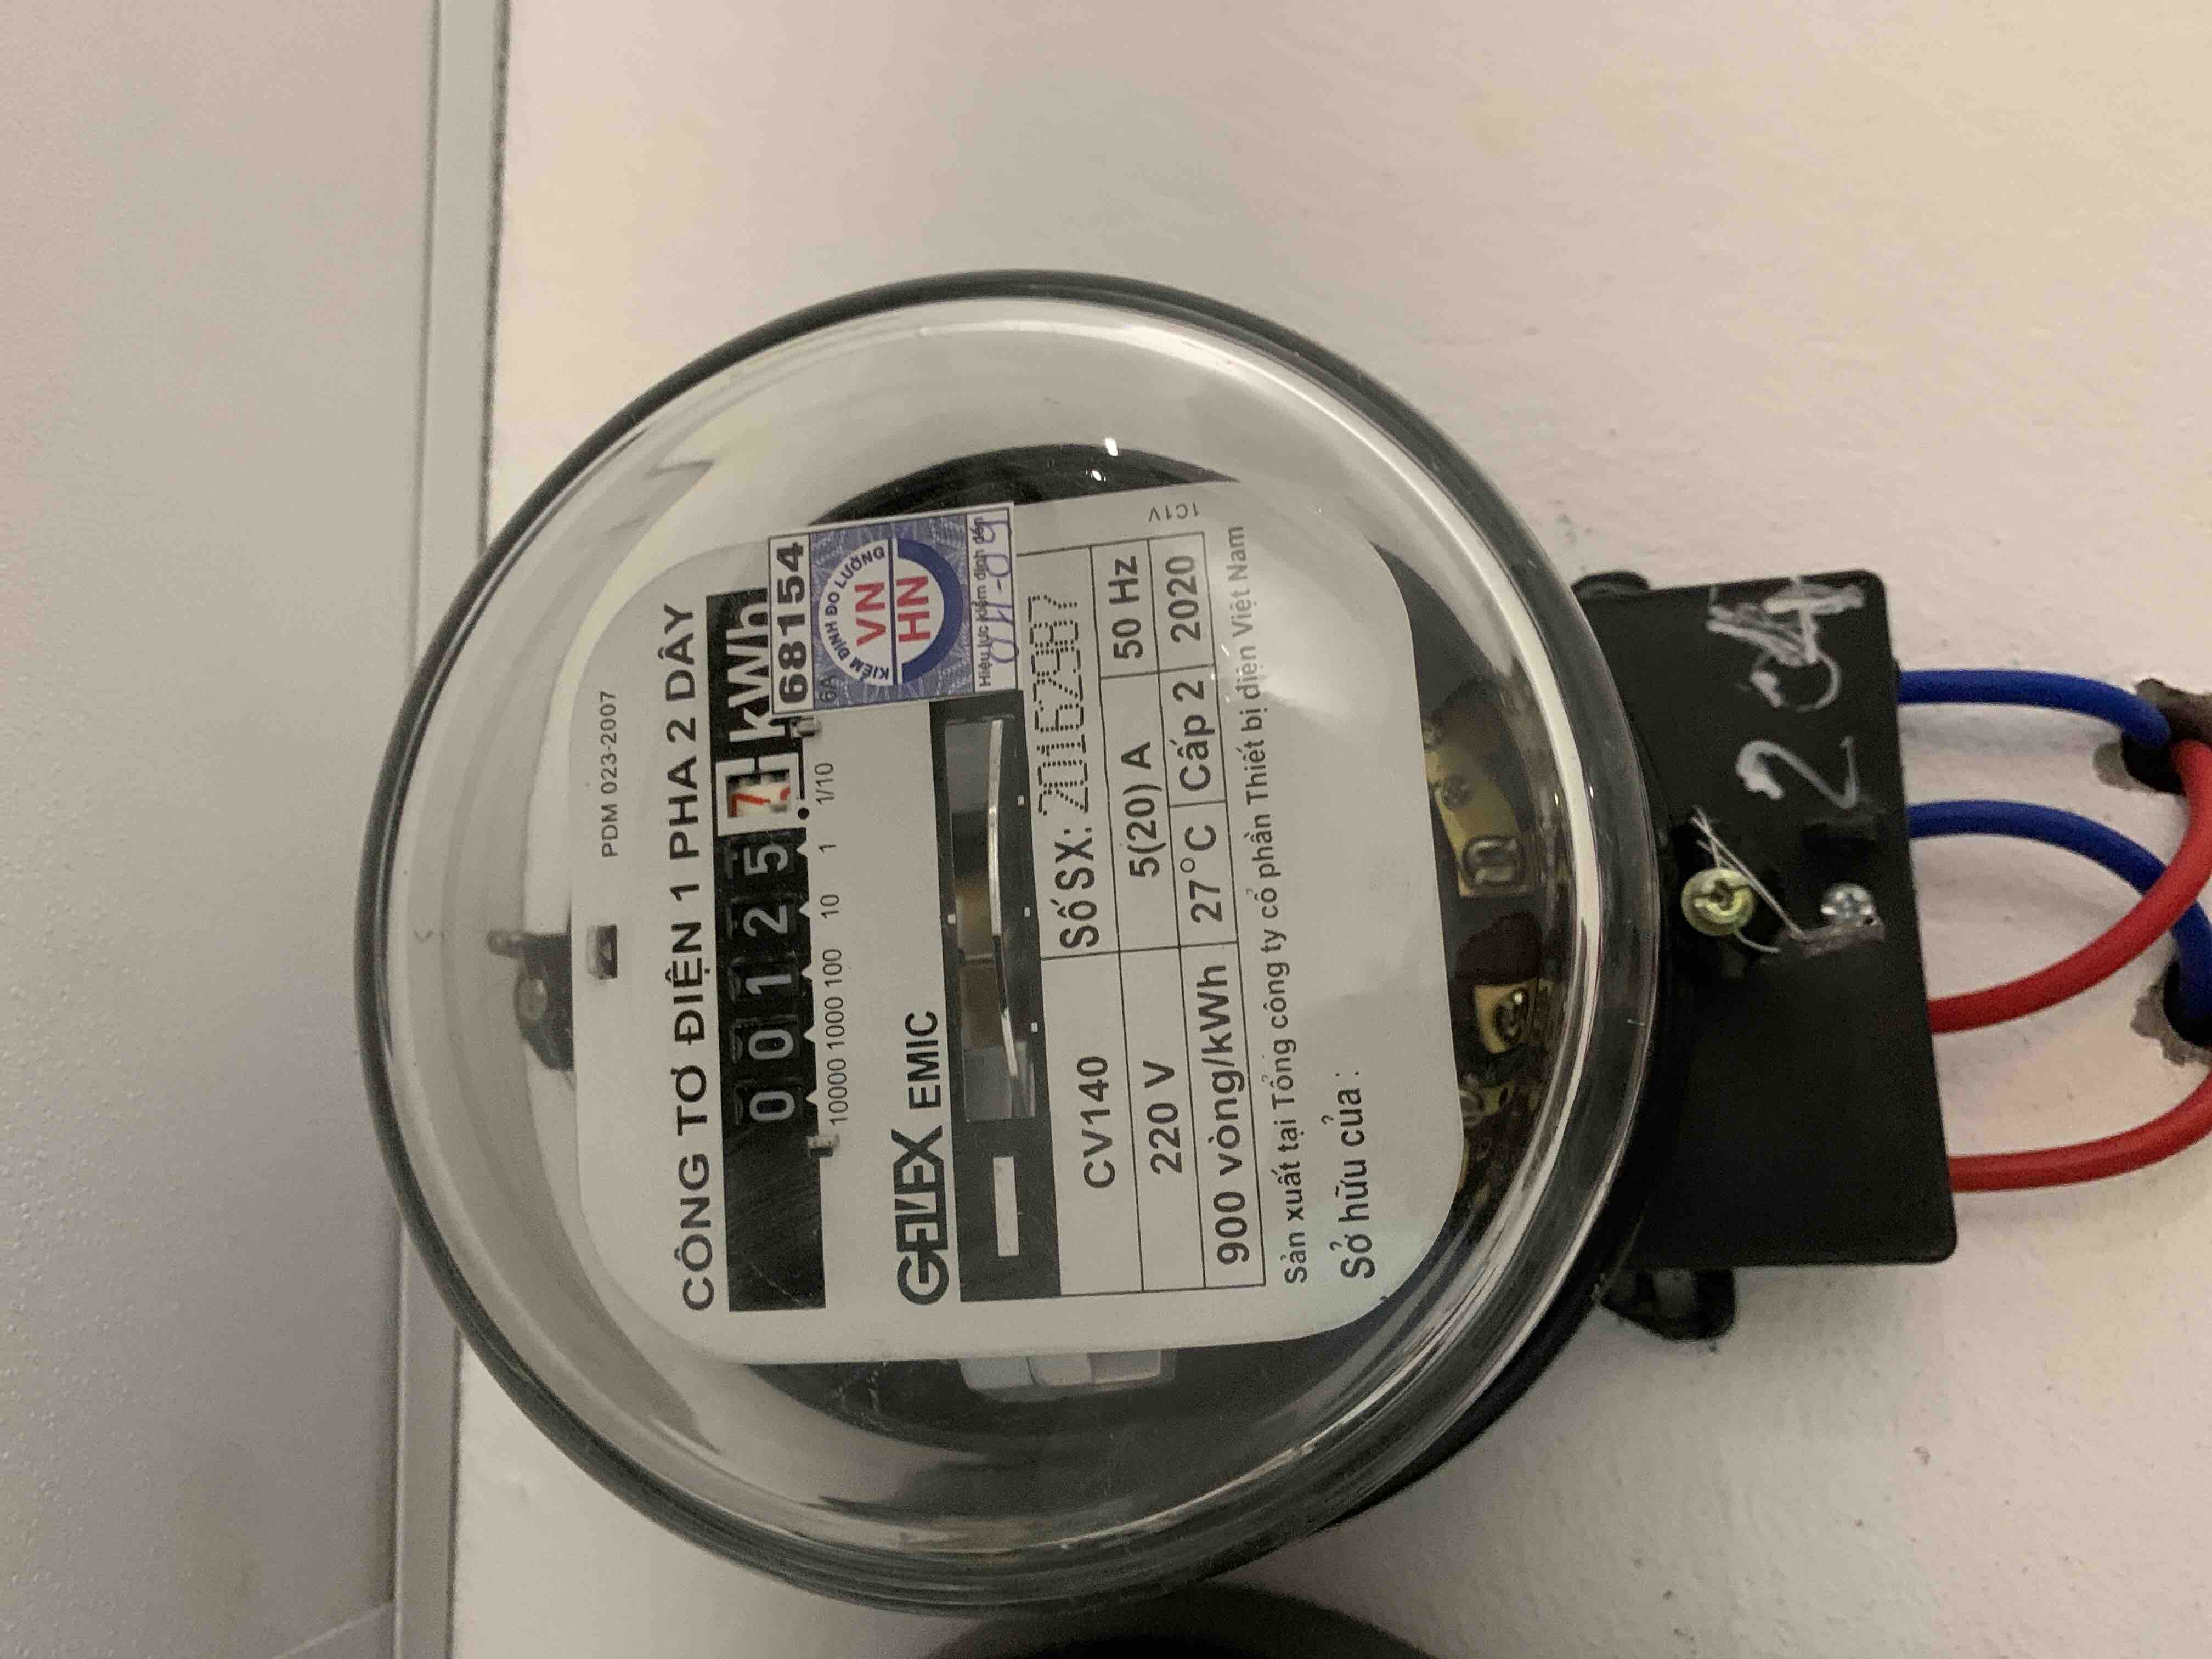 PDM 023-2007
CÔNG TƠ ĐIỆN 1 PHA 2 DÂY
0 0 1 2 5 7 kWh
10000 1000 100 10 1 1/10
68154
6A
KIỂM ĐỊNH ĐO LƯỜNG
VN
HN
Hiệu lực kiểm định đến
GELEX EMIC
CV140 Số SX: 20162987
220 V 5(20) A 50 Hz
900 vòng/kWh 27°C Cấp 2 2020
1C1V
Sản xuất tại Tổng công ty cổ phần Thiết bị điện Việt Nam
Sở hữu của: